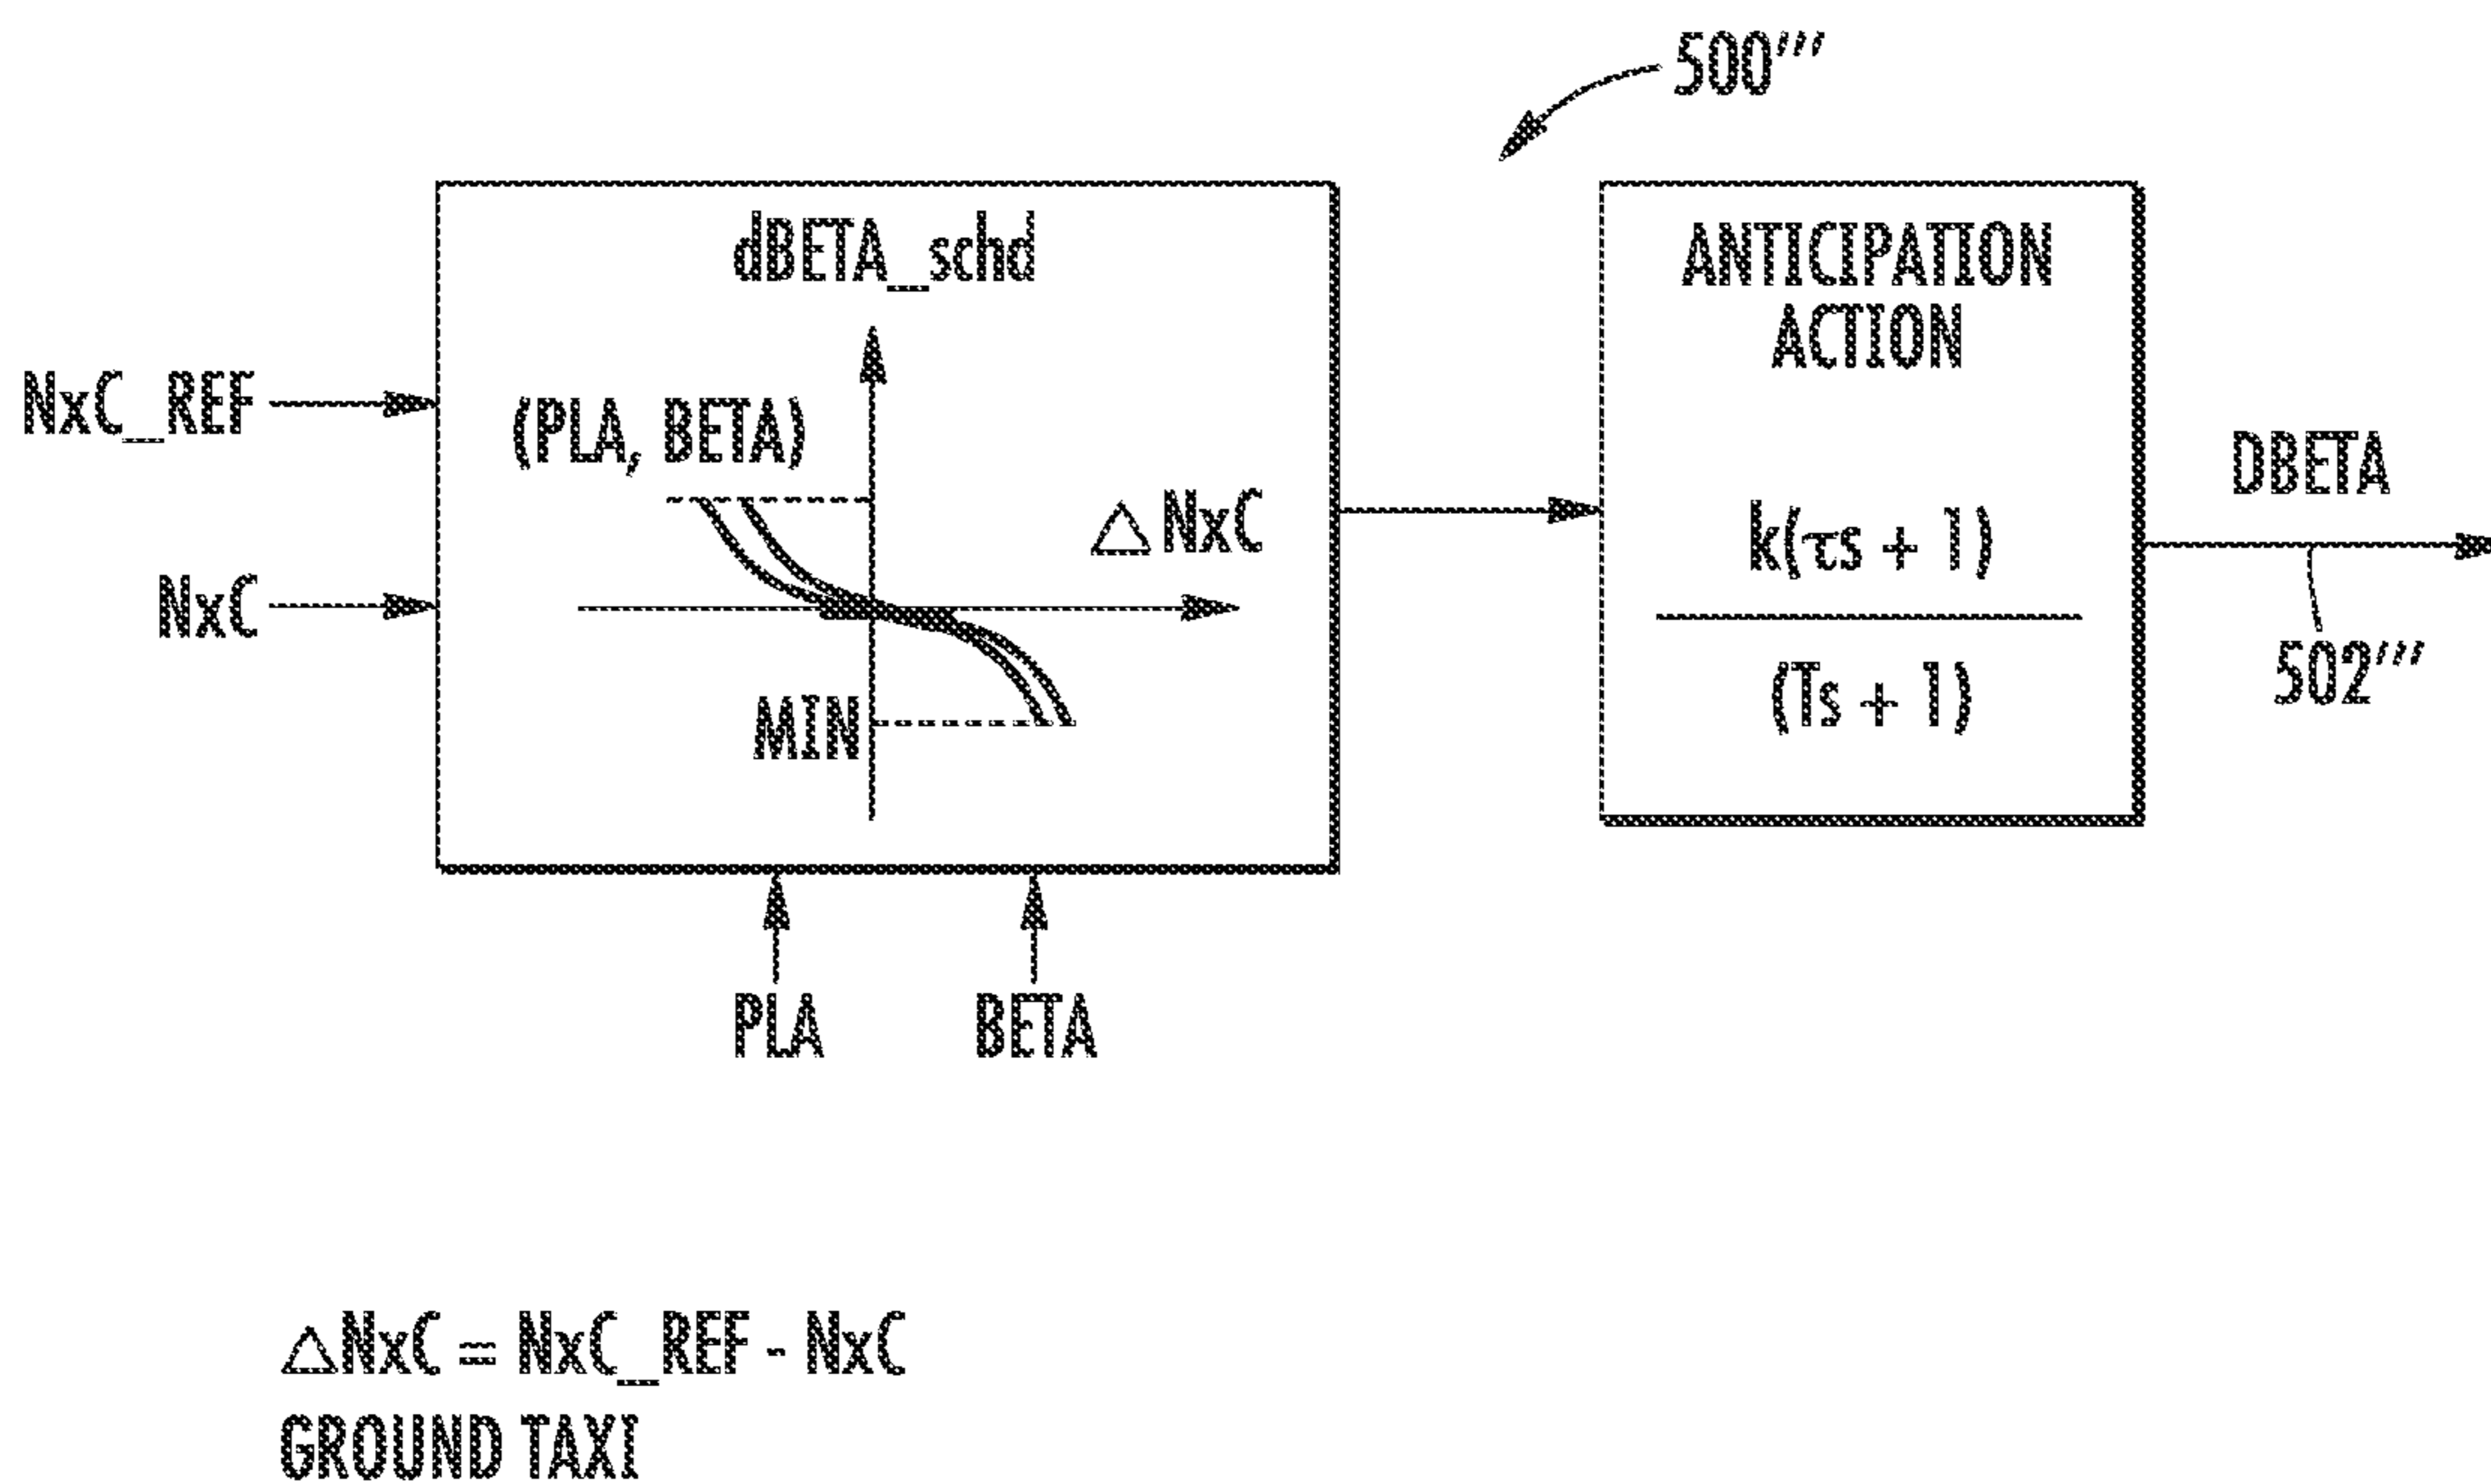 500'''
dBETA_schd
ANTICIPATION
ACTION
NxC_REF
(PLA, BETA)
△NxC
DBETA
k(τs + 1)
(Ts + 1)
NxC
MIN
502'''
PLA
BETA
△NxC = NxC_REF - NxC
GROUND TAXI